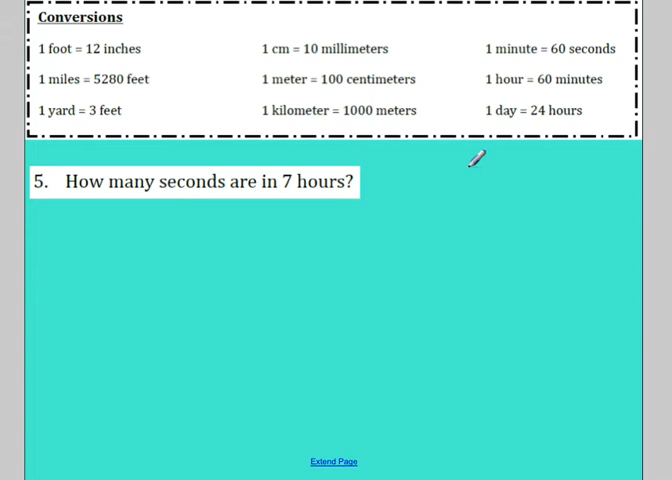 Conversions
1 foot = 12 inches 1 cm = 10 millimeters 1 minute = 60 seconds
1 miles = 5280 feet 1 meter = 100 centimeters 1 hour = 60 minutes
1 yard = 3 feet 1 kilometer = 1000 meters 1 day = 24 hours
5. How many seconds are in 7 hours?
Extend Page